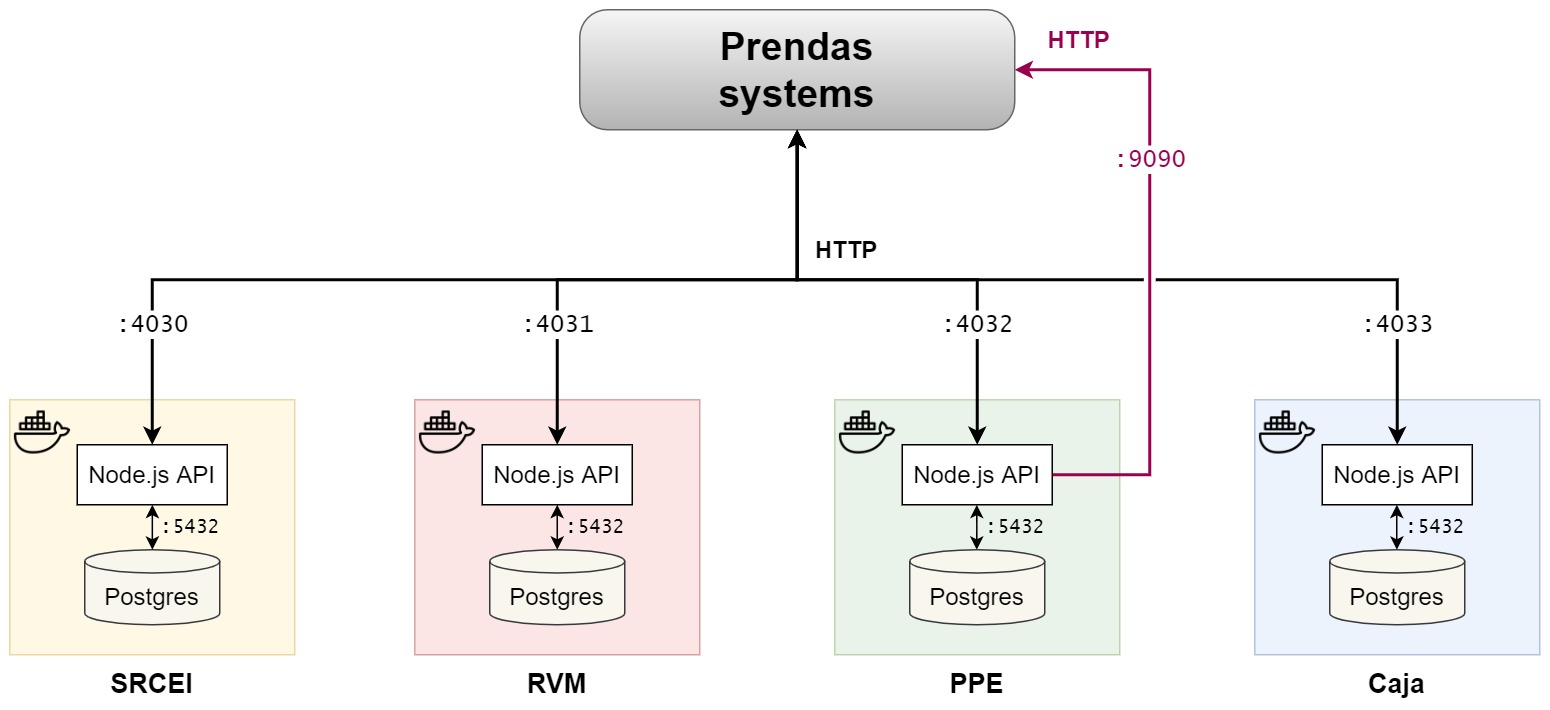 Prendas
systems
HTTP
:9090
HTTP
:4030
:4031
:4032
:4033
Node.js API
Node.js API
Node.js API
Node.js API
:5432
:5432
:5432
:5432
Postgres
Postgres
Postgres
Postgres
SRCEI
RVM
PPE
Caja